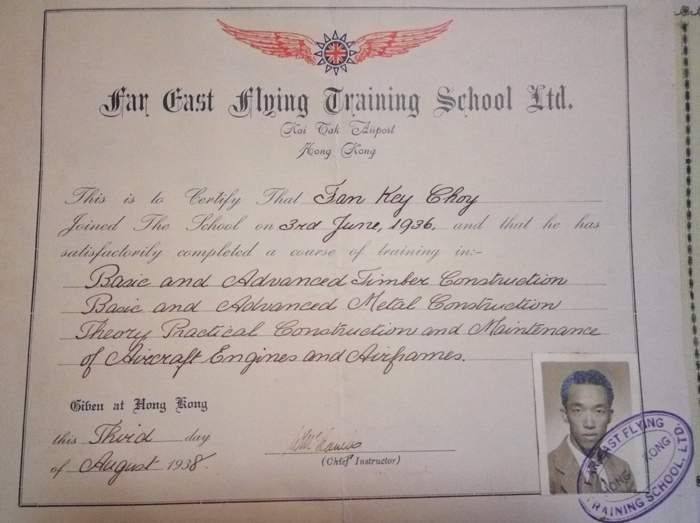 Far East Flying Training School Ltd.
Kai Tak Airport
Hong Kong
This is to Certify That Tan Key Choy
Joined The School on 3rd June, 1936, and that he has
satisfactorily completed a course of training in:-
Basic and Advanced Timber Construction
Basic and Advanced Metal Construction
Theory Practical Construction and Maintenance
of Aircraft Engines and Airframes.
Given at Hong Kong
this Third day
of August 1938.
(Chief Instructor)
FAR EAST FLYING
TRAINING SCHOOL, LTD.
HONG KONG